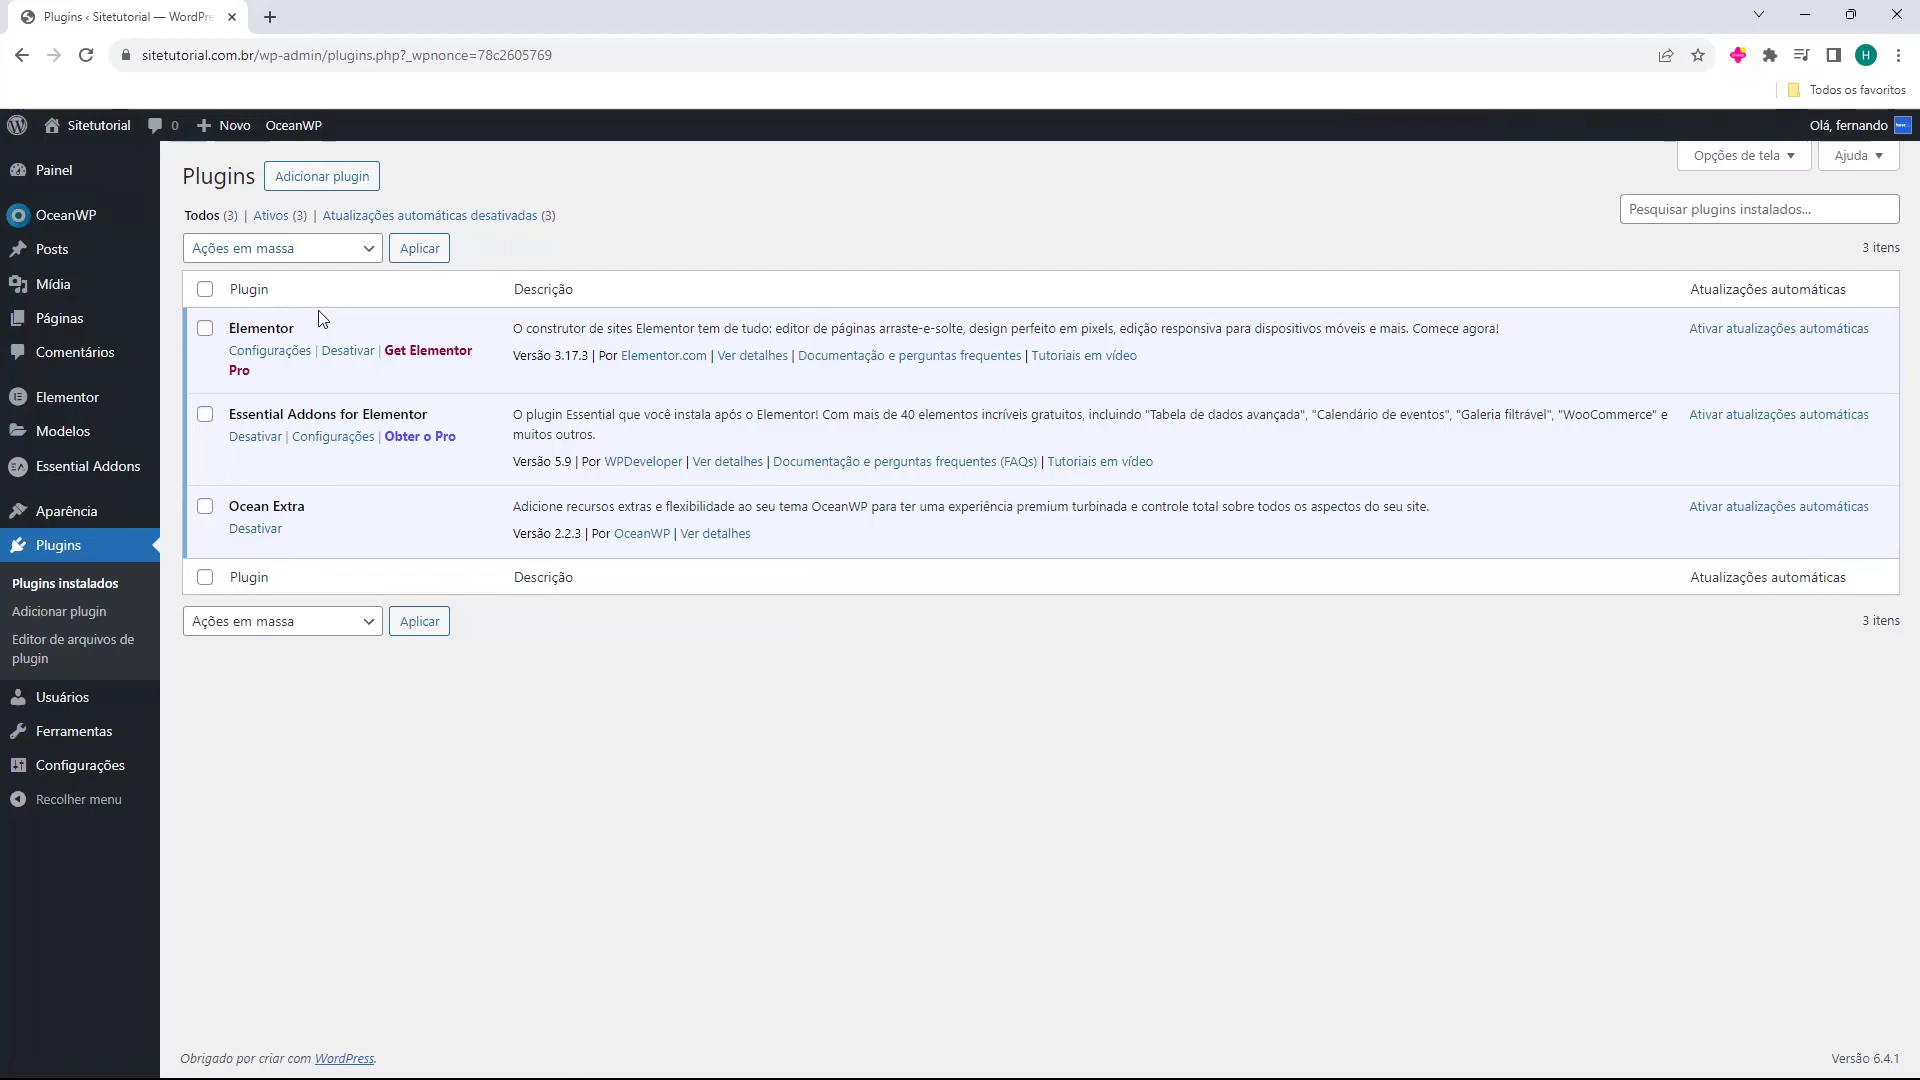 Plugins ‹ Sitetutorial — WordPre
sitetutorial.com.br/wp-admin/plugins.php?_wpnonce=78c2605769
H
Todos os favoritos
Sitetutorial
0
Novo
OceanWP
Olá, fernando
Painel
OceanWP
Posts
Mídia
Páginas
Comentários
Elementor
Modelos
Essential Addons
Aparência
Plugins
Plugins instalados
Adicionar plugin
Editor de arquivos de
plugin
Usuários
Ferramentas
Configurações
Recolher menu
Opções de tela
Ajuda
Plugins
Adicionar plugin
Todos (3) | Ativos (3) | Atualizações automáticas desativadas (3)
Pesquisar plugins instalados...
Ações em massa
Aplicar
3 itens
Plugin
Descrição
Atualizações automáticas
Elementor
Configurações | Desativar | Get Elementor
Pro
O construtor de sites Elementor tem de tudo: editor de páginas arraste-e-solte, design perfeito em pixels, edição responsiva para dispositivos móveis e mais. Comece agora!
Versão 3.17.3 | Por Elementor.com | Ver detalhes | Documentação e perguntas frequentes | Tutoriais em vídeo
Ativar atualizações automáticas
Essential Addons for Elementor
Desativar | Configurações | Obter o Pro
O plugin Essential que você instala após o Elementor! Com mais de 40 elementos incríveis gratuitos, incluindo "Tabela de dados avançada", "Calendário de eventos", "Galeria filtrável", "WooCommerce" e
muitos outros.
Versão 5.9 | Por WPDeveloper | Ver detalhes | Documentação e perguntas frequentes (FAQs) | Tutoriais em vídeo
Ativar atualizações automáticas
Ocean Extra
Desativar
Adicione recursos extras e flexibilidade ao seu tema OceanWP para ter uma experiência premium turbinada e controle total sobre todos os aspectos do seu site.
Versão 2.2.3 | Por OceanWP | Ver detalhes
Ativar atualizações automáticas
Plugin
Descrição
Atualizações automáticas
Ações em massa
Aplicar
3 itens
Obrigado por criar com WordPress.
Versão 6.4.1